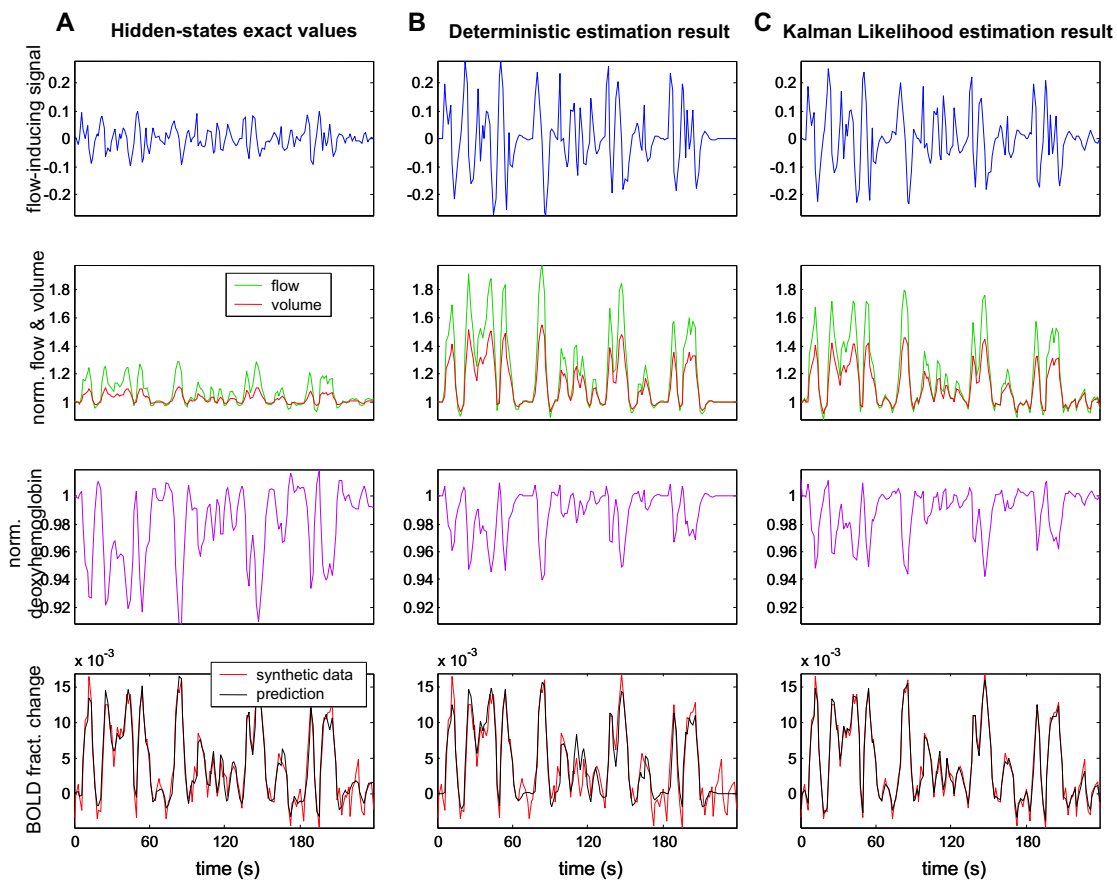 A Hidden-states exact values
B Deterministic estimation result
C Kalman Likelihood estimation result
flow-inducing signal
0.2
0.1
0
-0.1
-0.2
0.2
0.1
0
-0.1
-0.2
0.2
0.1
0
-0.1
-0.2
norm. flow & volume
1.8
1.6
1.4
1.2
1
flow
volume
1.8
1.6
1.4
1.2
1
1.8
1.6
1.4
1.2
1
norm.
deoxyhemoglobin
1
0.98
0.96
0.94
0.92
1
0.98
0.96
0.94
0.92
1
0.98
0.96
0.94
0.92
BOLD fract. change
x 10⁻³
15
10
5
0
synthetic data
prediction
0 60 120 180
time (s)
x 10⁻³
15
10
5
0
0 60 120 180
time (s)
x 10⁻³
15
10
5
0
0 60 120 180
time (s)